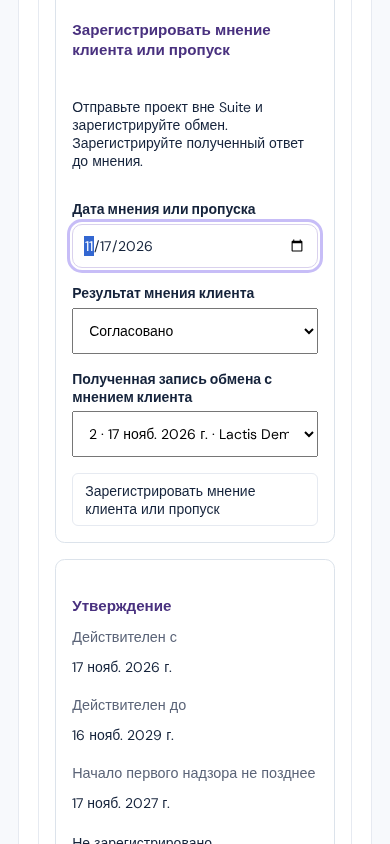 Зарегистрировать мнение
клиента или пропуск
Отправьте проект вне Suite и
зарегистрируйте обмен.
Зарегистрируйте полученный ответ
до мнения.
Дата мнения или пропуска
11/17/2026
Результат мнения клиента
Согласовано
Полученная запись обмена с
мнением клиента
2 · 17 нояб. 2026 г. · Lactis Dem
Зарегистрировать мнение
клиента или пропуск
Утверждение
Действителен с
17 нояб. 2026 г.
Действителен до
16 нояб. 2029 г.
Начало первого надзора не позднее
17 нояб. 2027 г.
Не зарегистрировано